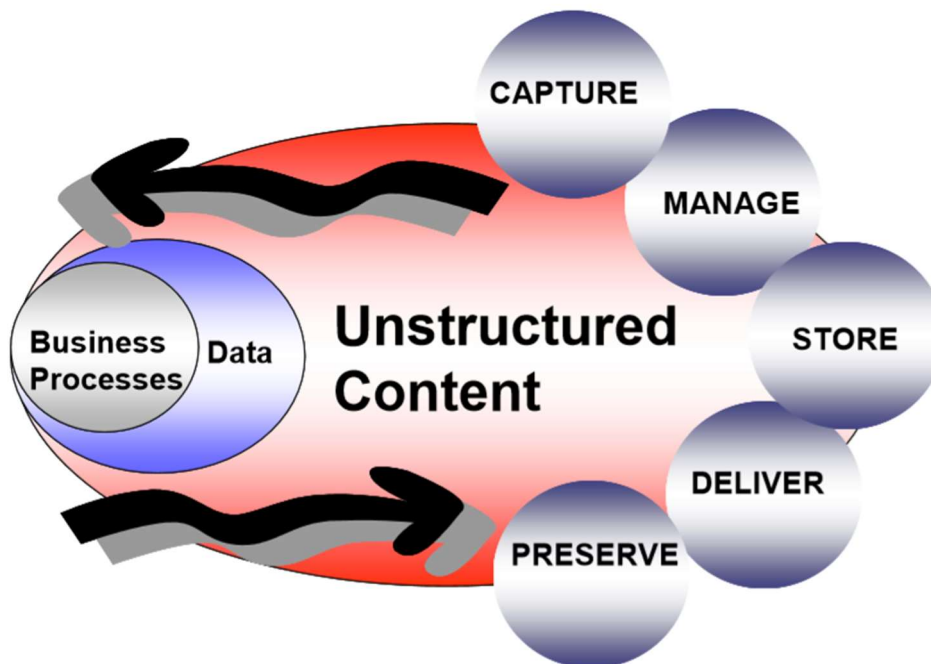 CAPTURE
MANAGE
STORE
Unstructured
Content
Business
Processes
Data
DELIVER
PRESERVE